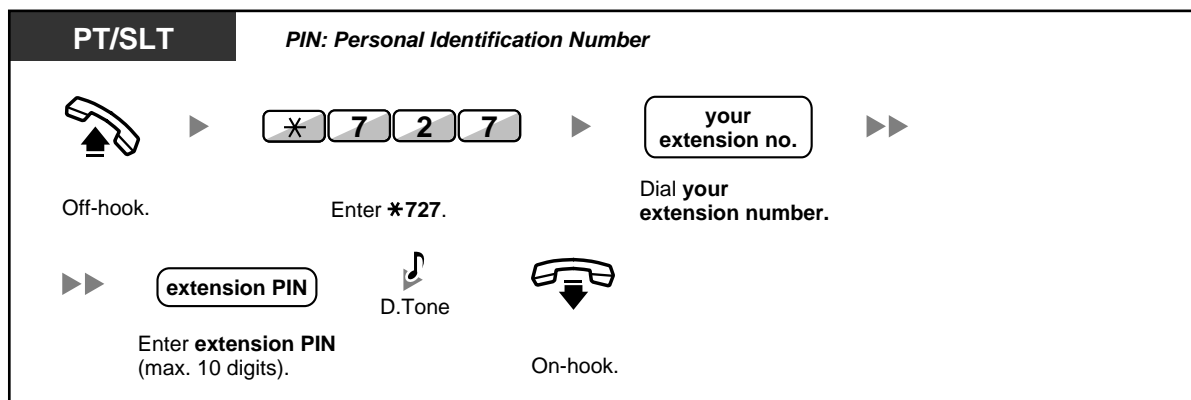 PT/SLT
PIN: Personal Identification Number
* 7 2 7
your
extension no.
Off-hook.
Enter *727.
Dial your
extension number.
extension PIN
D.Tone
Enter extension PIN
(max. 10 digits).
On-hook.